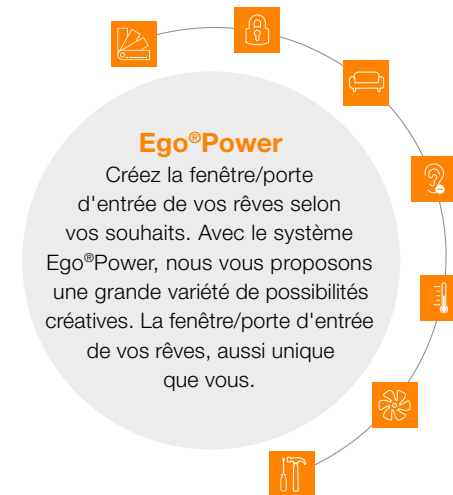 Ego®Power
Créez la fenêtre/porte
d'entrée de vos rêves selon
vos souhaits. Avec le système
Ego®Power, nous vous proposons
une grande variété de possibilités
créatives. La fenêtre/porte d'entrée
de vos rêves, aussi unique
que vous.